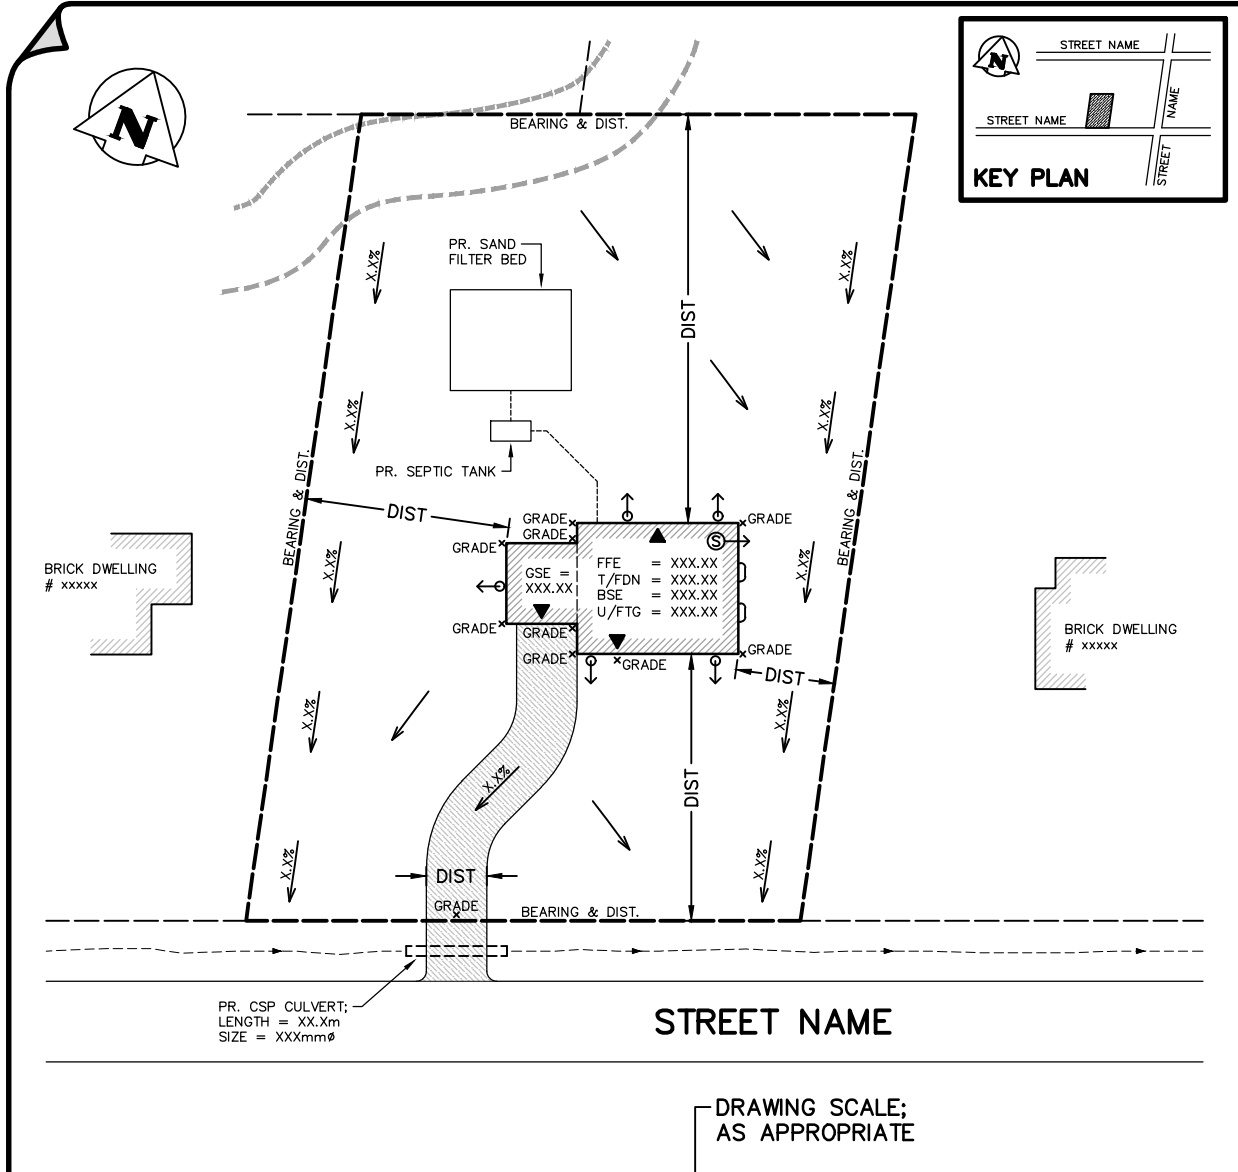 N
N
STREET NAME
STREET NAME
STREET
NAME
KEY PLAN
BEARING & DIST.
PR. SAND
FILTER BED
X.X%
X.X%
DIST
X.X%
X.X%
PR. SEPTIC TANK
BEARING & DIST.
BEARING & DIST.
DIST
GRADE
GRADE
GRADE
GRADE
S
BRICK DWELLING
# xxxxx
X.X%
GSE =
XXX.XX
FFE = XXX.XX
T/FDN = XXX.XX
BSE = XXX.XX
U/FTG = XXX.XX
X.X%
BRICK DWELLING
# xxxxx
GRADE
GRADE
GRADE
GRADE
GRADE
DIST
X.X%
X.X%
X.X%
DIST
X.X%
X.X%
DIST
GRADE
BEARING & DIST.
PR. CSP CULVERT;
LENGTH = XX.Xm
SIZE = XXXmmø
STREET NAME
DRAWING SCALE;
AS APPROPRIATE